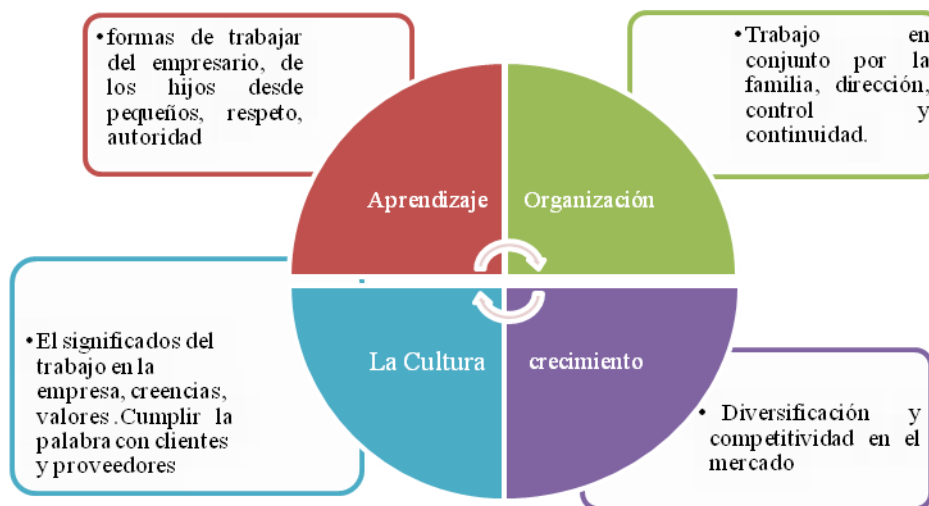 •formas de trabajar
del empresario, de
los hijos desde
pequeños, respeto,
autoridad
•Trabajo en
conjunto por la
familia, dirección,
control y
continuidad.
Aprendizaje
Organización
La Cultura
crecimiento
•El significados del
trabajo en la
empresa, creencias,
valores .Cumplir la
palabra con clientes
y proveedores
• Diversificación y
competitividad en el
mercado